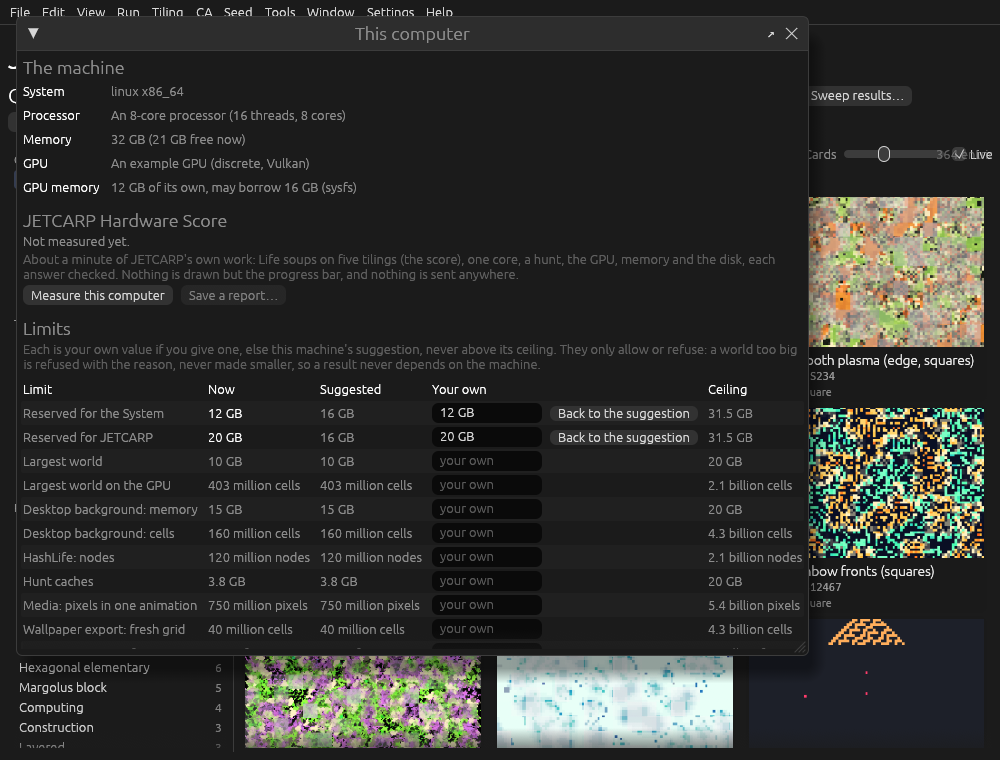 File Edit View Run Tiling CA Seed Tools Window Settings Help
This computer
The machine
System linux x86_64
Processor An 8-core processor (16 threads, 8 cores)
Memory 32 GB (21 GB free now)
GPU An example GPU (discrete, Vulkan)
GPU memory 12 GB of its own, may borrow 16 GB (sysfs)
JETCARP Hardware Score
Not measured yet.
About a minute of JETCARP's own work: Life soups on five tilings (the score), one core, a hunt, the GPU, memory and the disk, each
answer checked. Nothing is drawn but the progress bar, and nothing is sent anywhere.
Measure this computer Save a report…
Limits
Each is your own value if you give one, else this machine's suggestion, never above its ceiling. They only allow or refuse: a world too big
is refused with the reason, never made smaller, so a result never depends on the machine.
Limit Now Suggested Your own Ceiling
Reserved for the System 12 GB 16 GB 12 GB Back to the suggestion 31.5 GB
Reserved for JETCARP 20 GB 16 GB 20 GB Back to the suggestion 31.5 GB
Largest world 10 GB 10 GB your own 20 GB
Largest world on the GPU 403 million cells 403 million cells your own 2.1 billion cells
Desktop background: memory 15 GB 15 GB your own 20 GB
Desktop background: cells 160 million cells 160 million cells your own 4.3 billion cells
HashLife: nodes 120 million nodes 120 million nodes your own 2.1 billion nodes
Hunt caches 3.8 GB 3.8 GB your own 20 GB
Media: pixels in one animation 750 million pixels 750 million pixels your own 5.4 billion pixels
Wallpaper export: fresh grid 40 million cells 40 million cells your own 4.3 billion cells
Sweep results…
Cards Live
plasma (edge, squares)
S234
fronts (squares)
12467
Hexagonal elementary 6
Margolus block 5
Computing 4
Construction 3
Layered